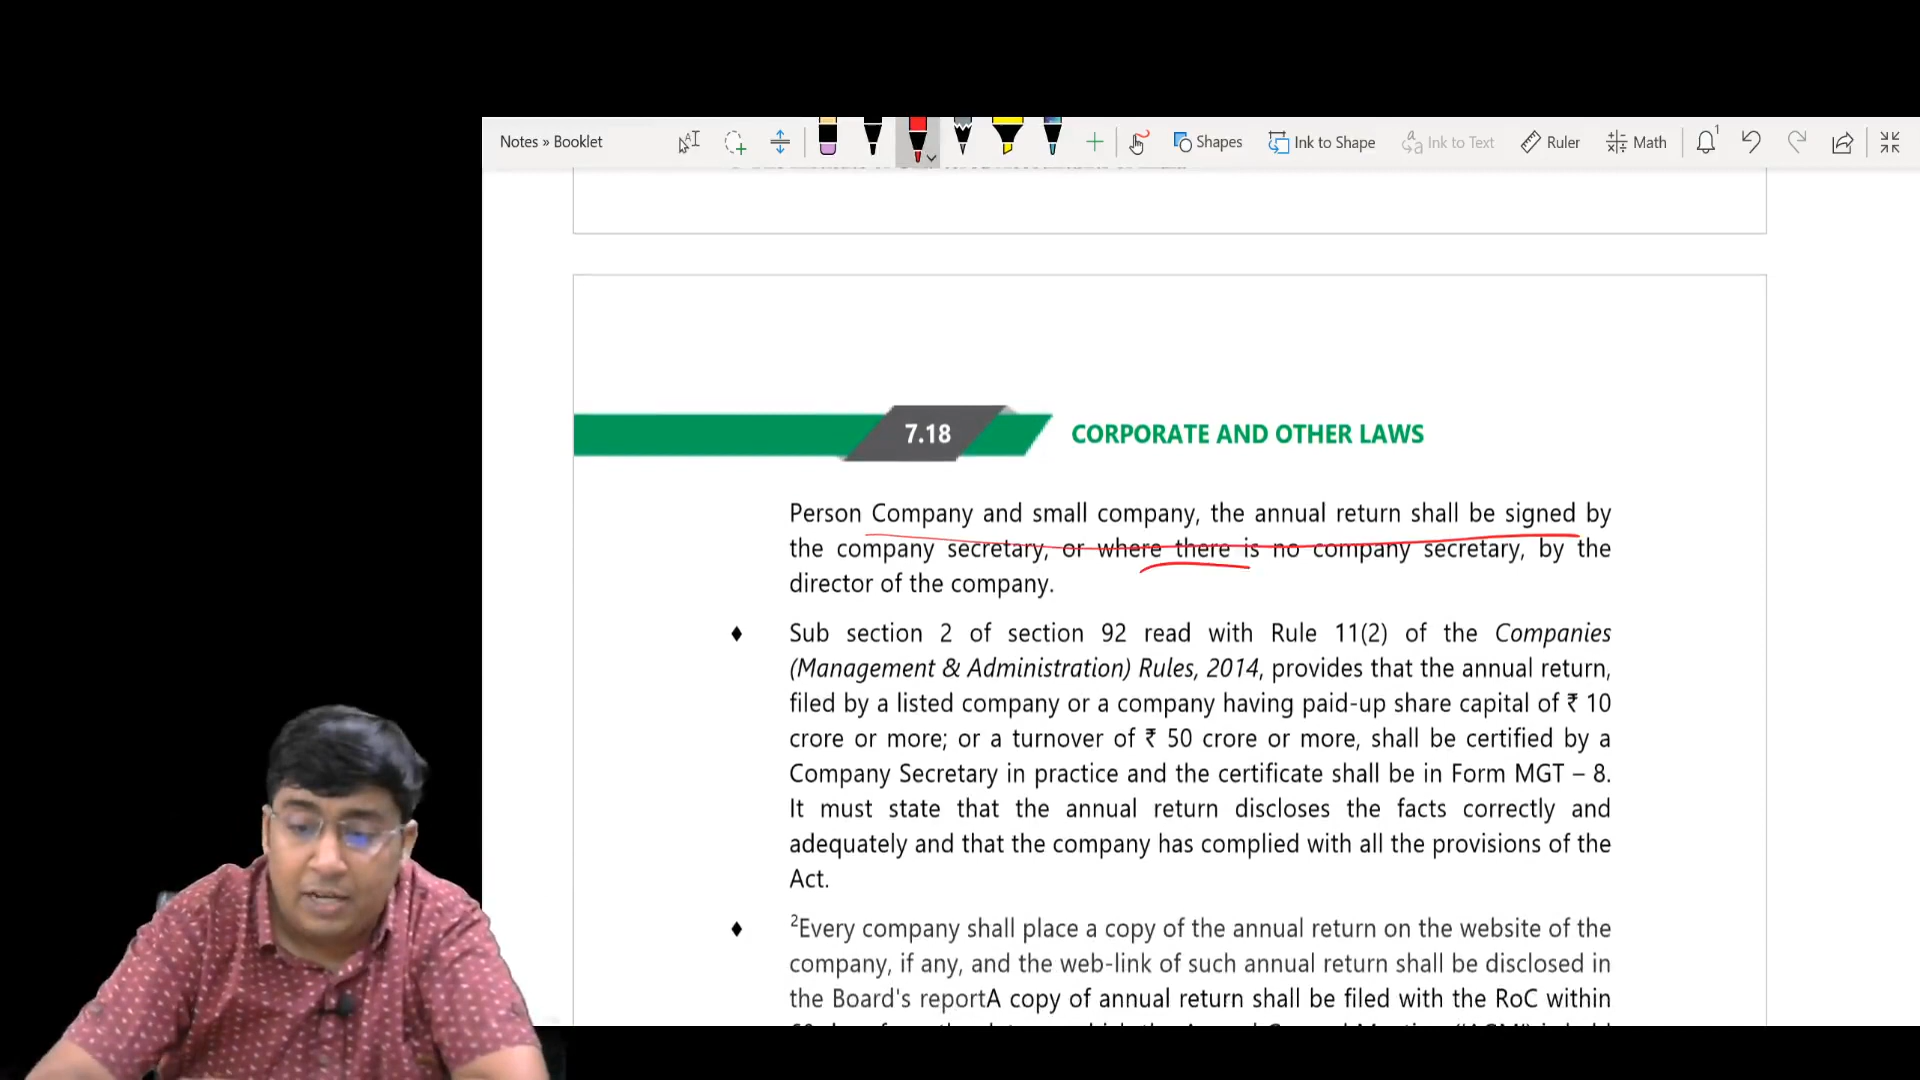 Notes » Booklet
Shapes
Ink to Shape
Ink to Text
Ruler
Math
1
7.18
CORPORATE AND OTHER LAWS
Person Company and small company, the annual return shall be signed by
the company secretary, or where there is no company secretary, by the
director of the company.
♦ Sub section 2 of section 92 read with Rule 11(2) of the Companies
(Management & Administration) Rules, 2014, provides that the annual return,
filed by a listed company or a company having paid-up share capital of ₹ 10
crore or more; or a turnover of ₹ 50 crore or more, shall be certified by a
Company Secretary in practice and the certificate shall be in Form MGT – 8.
It must state that the annual return discloses the facts correctly and
adequately and that the company has complied with all the provisions of the
Act.
♦ ²Every company shall place a copy of the annual return on the website of the
company, if any, and the web-link of such annual return shall be disclosed in
the Board's reportA copy of annual return shall be filed with the RoC within